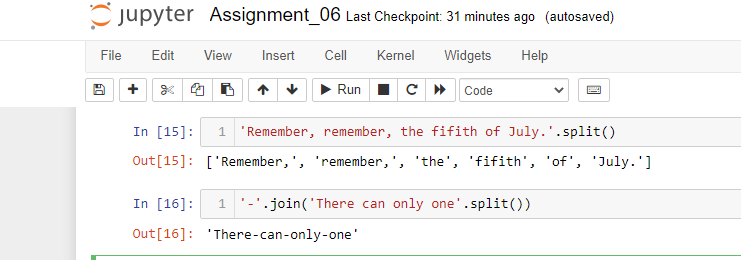 jupyter Assignment_06 Last Checkpoint: 31 minutes ago (autosaved)
File Edit View Insert Cell Kernel Widgets Help
Run Code
In [15]: 1 'Remember, remember, the fifith of July.'.split()
Out[15]: ['Remember,', 'remember,', 'the', 'fifith', 'of', 'July.']
In [16]: 1 '-'.join('There can only one'.split())
Out[16]: 'There-can-only-one'